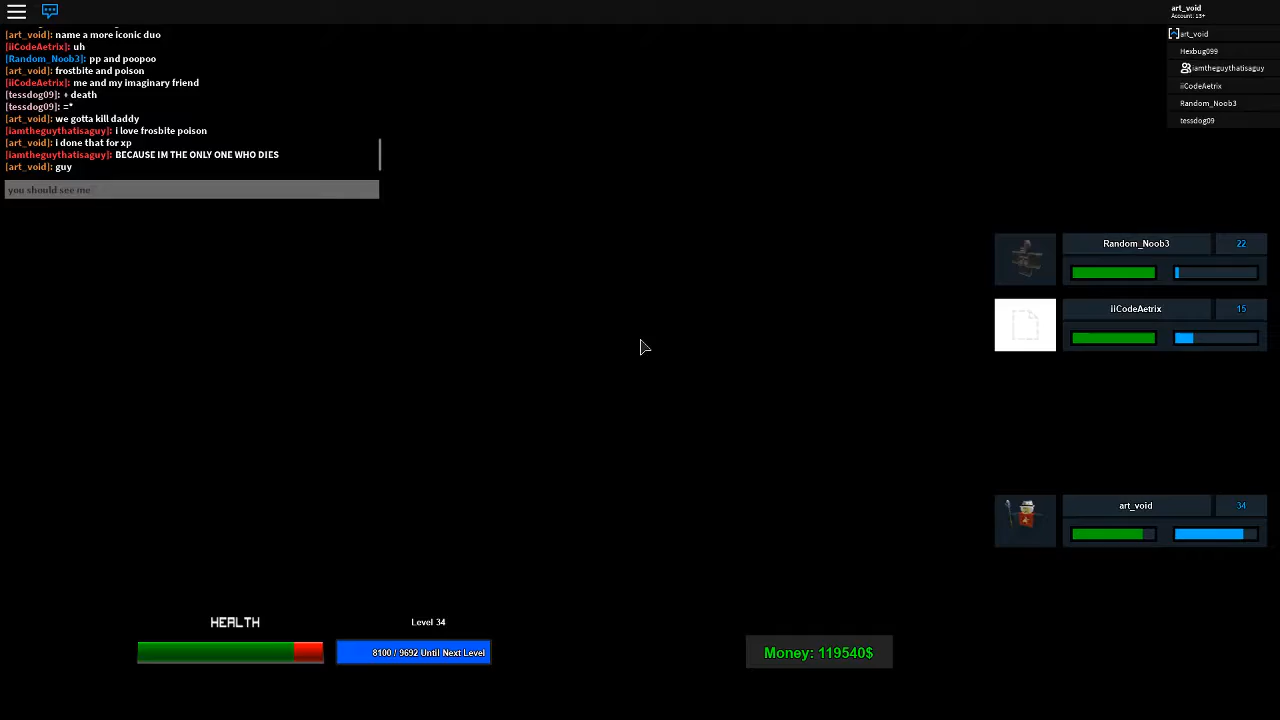 art_void
Account: 13+
[art_void]: name a more iconic duo
[iiCodeAetrix]: uh
[Random_Noob3]: pp and poopoo
[art_void]: frostbite and poison
[iiCodeAetrix]: me and my imaginary friend
[tessdog09]: + death
[tessdog09]: =*
[art_void]: we gotta kill daddy
[iamtheguythatisaguy]: i love frosbite poison
[art_void]: i done that for xp
[iamtheguythatisaguy]: BECAUSE IM THE ONLY ONE WHO DIES
[art_void]: guy
you should see me
art_void
Hexbug099
iamtheguythatisaguy
iiCodeAetrix
Random_Noob3
tessdog09
Random_Noob3 22
iiCodeAetrix 15
art_void 34
HEALTH
Level 34
8100 / 9692 Until Next Level
Money: 119540$